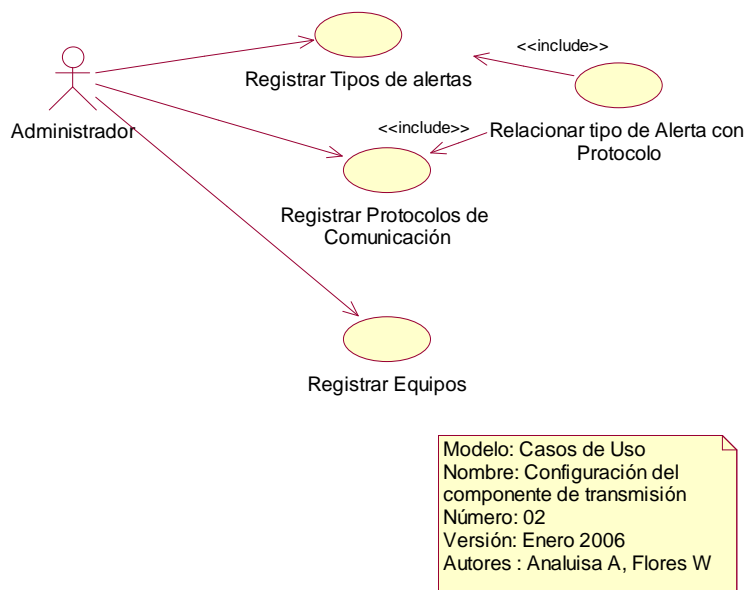 <<include>>
Registrar Tipos de alertas
Administrador
<<include>>
Relacionar tipo de Alerta con
Protocolo
Registrar Protocolos de
Comunicación
Registrar Equipos
Modelo: Casos de Uso
Nombre: Configuración del
componente de transmisión
Número: 02
Versión: Enero 2006
Autores : Analuisa A, Flores W